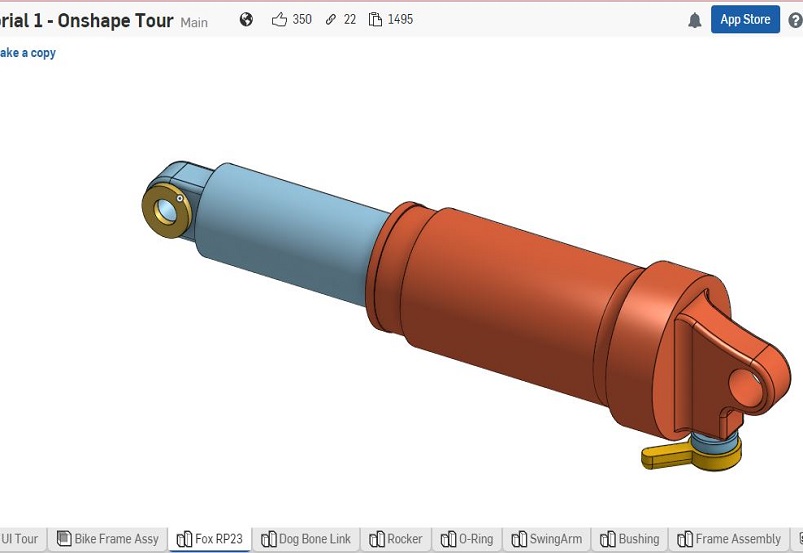 rial 1 - Onshape Tour Main 350 22 1495 App Store
ake a copy
UI Tour Bike Frame Assy Fox RP23 Dog Bone Link Rocker O-Ring SwingArm Bushing Frame Assembly